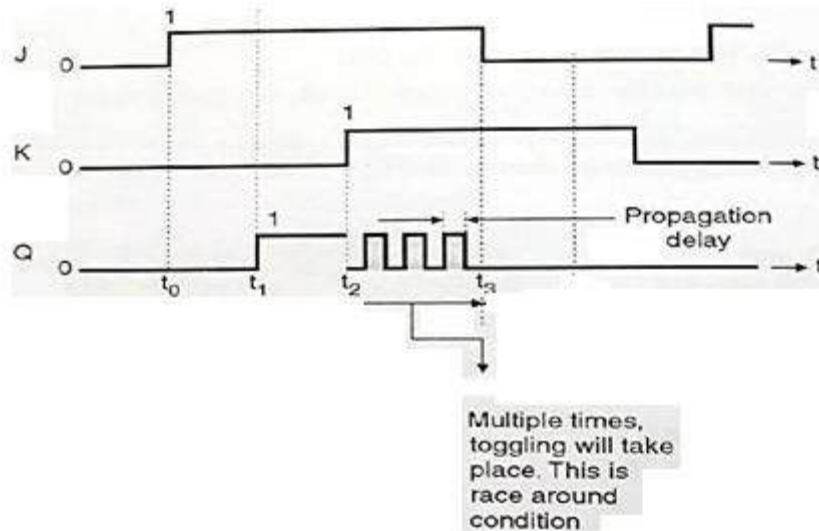 1
J 0 t
1
K 0 t
1
Propagation
delay
Q 0 t
t0 t1 t2 t3
Multiple times,
toggling will take
place. This is
race around
condition